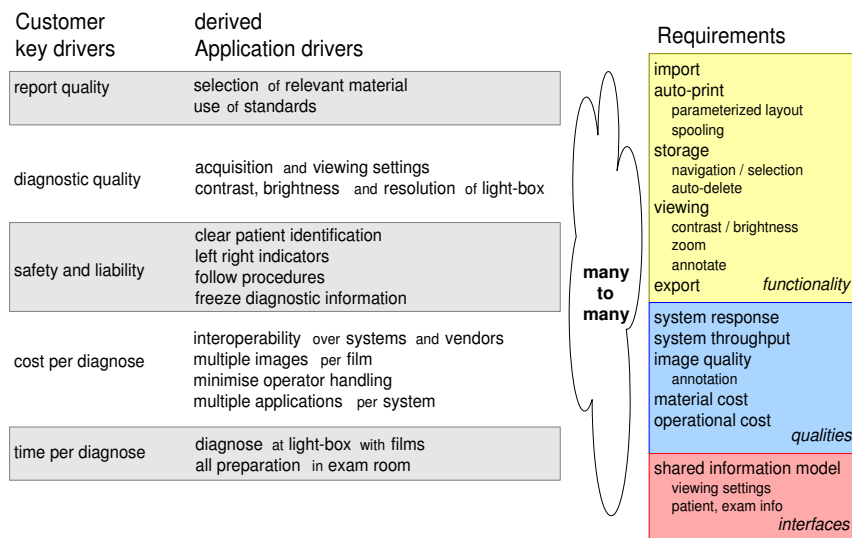 Customer
key drivers
derived
Application drivers
Requirements
report quality
selection of relevant material
use of standards
diagnostic quality
acquisition and viewing settings
contrast, brightness and resolution of light-box
safety and liability
clear patient identification
left right indicators
follow procedures
freeze diagnostic information
cost per diagnose
interoperability over systems and vendors
multiple images per film
minimise operator handling
multiple applications per system
time per diagnose
diagnose at light-box with films
all preparation in exam room
many
to
many
import
auto-print
parameterized layout
spooling
storage
navigation / selection
auto-delete
viewing
contrast / brightness
zoom
annotate
export
functionality
system response
system throughput
image quality
annotation
material cost
operational cost
qualities
shared information model
viewing settings
patient, exam info
interfaces